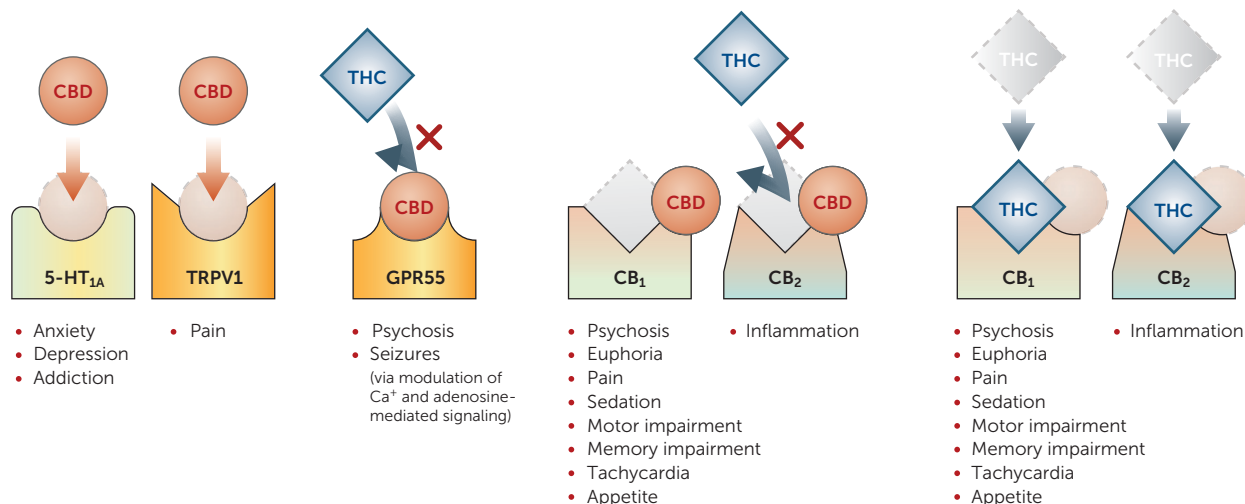 CBD
CBD
THC
THC
THC
THC
5-HT1A
TRPV1
CBD
GPR55
CBD
CBD
CB1
CB2
THC
THC
CB1
CB2
• Anxiety
• Depression
• Addiction
• Pain
• Psychosis
• Seizures
(via modulation of
Ca+ and adenosine-
mediated signaling)
• Psychosis
• Euphoria
• Pain
• Sedation
• Motor impairment
• Memory impairment
• Tachycardia
• Appetite
• Inflammation
• Psychosis
• Euphoria
• Pain
• Sedation
• Motor impairment
• Memory impairment
• Tachycardia
• Appetite
• Inflammation